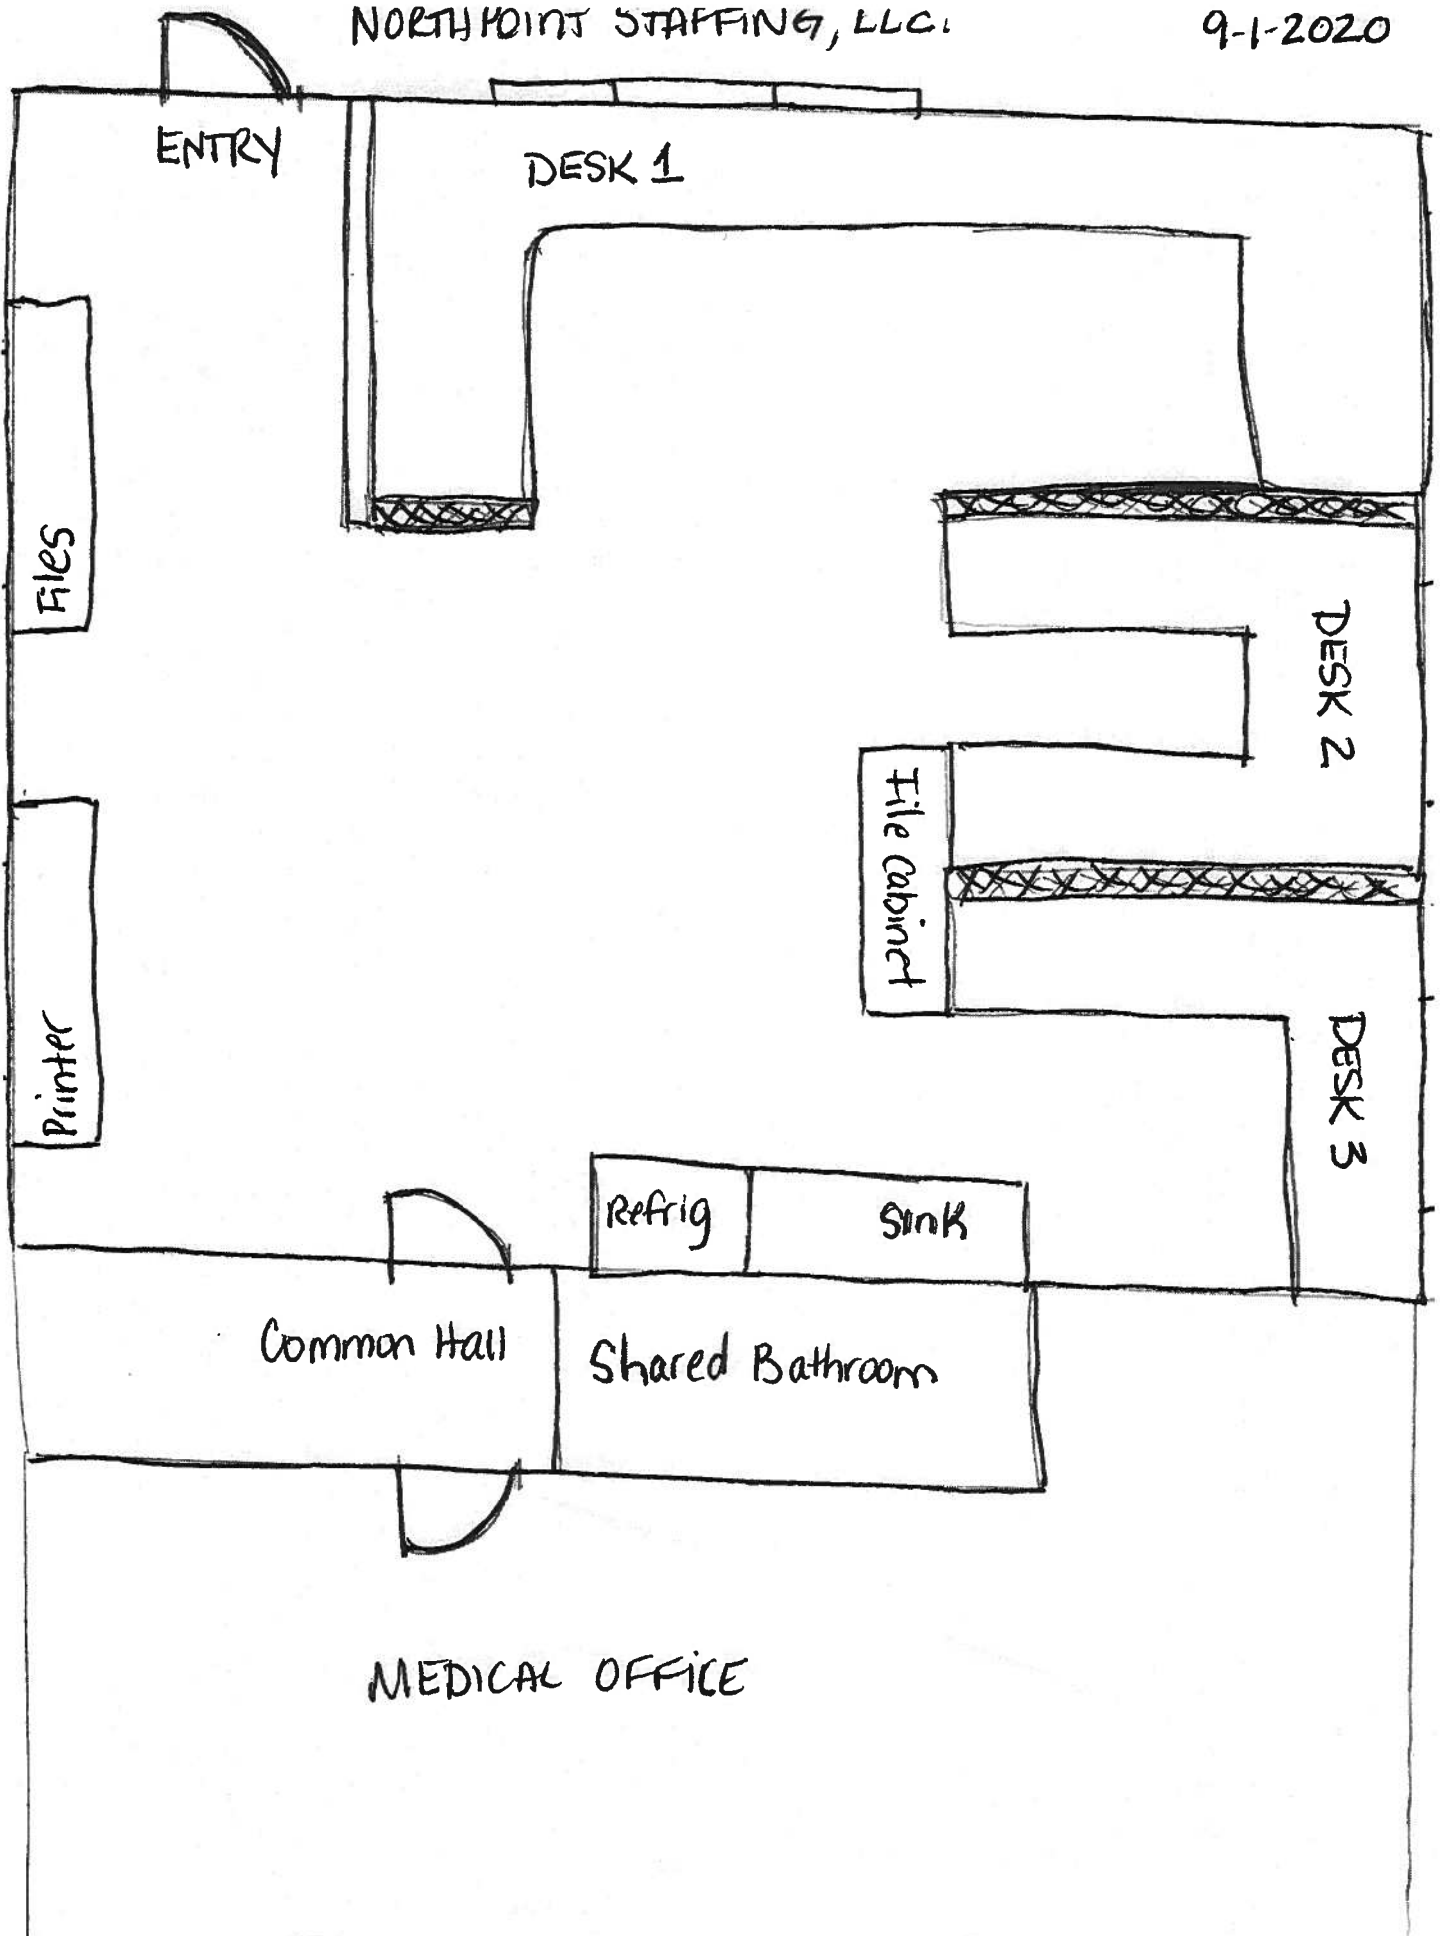 NORTHPOINT STAFFING, LLC.
9-1-2020
ENTRY
DESK 1
Files
DESK 2
File Cabinet
Printer
DESK 3
Refrig
Sink
Common Hall
Shared Bathroom
MEDICAL OFFICE